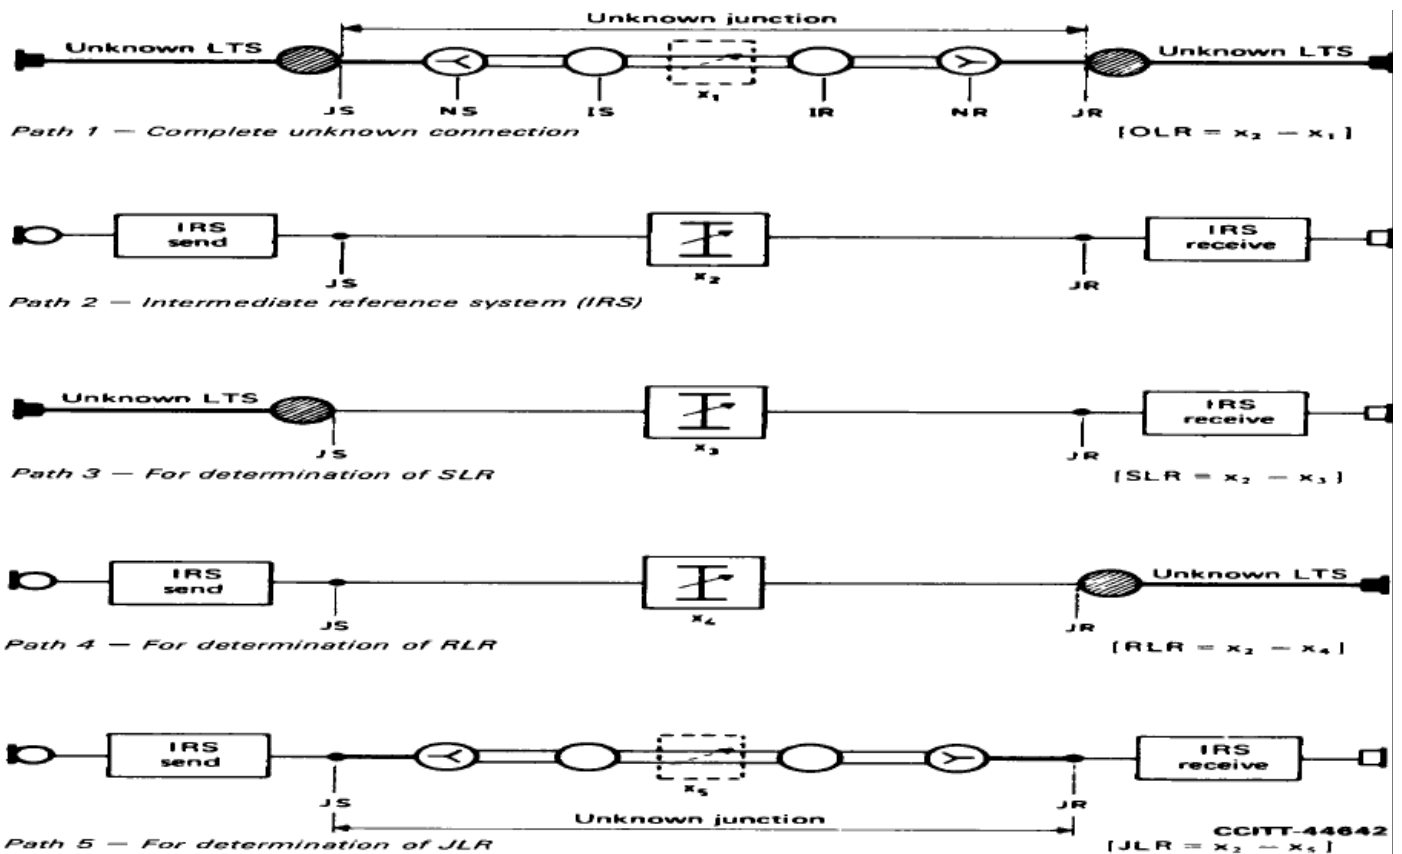 Unknown junction
Unknown LTS Unknown LTS
JS NS IS x₁ IR NR JR
Path 1 — Complete unknown connection [OLR = x₂ − x₁]
IRS send IRS receive
JS x₂ JR
Path 2 — Intermediate reference system (IRS)
Unknown LTS IRS receive
JS x₃ JR
Path 3 — For determination of SLR [SLR = x₂ − x₃]
IRS send Unknown LTS
JS x₄ JR
Path 4 — For determination of RLR [RLR = x₂ − x₄]
IRS send IRS receive
JS x₅ JR
Unknown junction
CCITT-44642
Path 5 — For determination of JLR [JLR = x₂ − x₅]